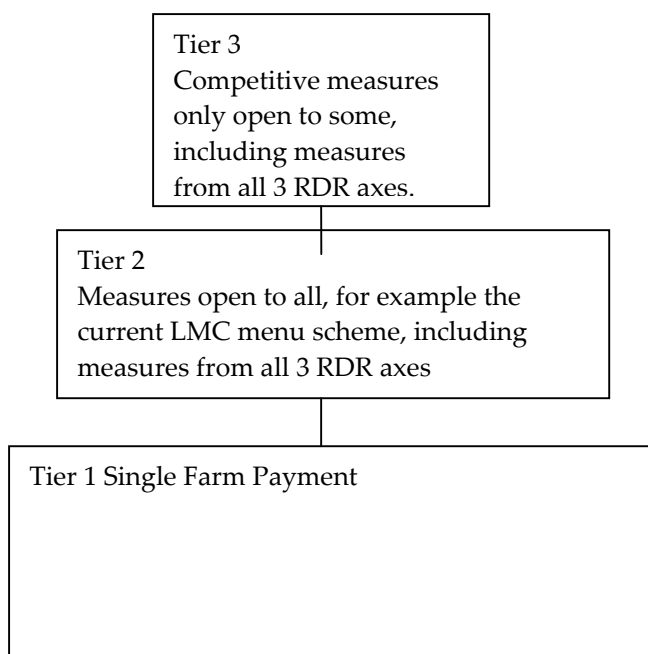 Tier 3
Competitive measures
only open to some,
including measures
from all 3 RDR axes.
Tier 2
Measures open to all, for example the
current LMC menu scheme, including
measures from all 3 RDR axes
Tier 1 Single Farm Payment